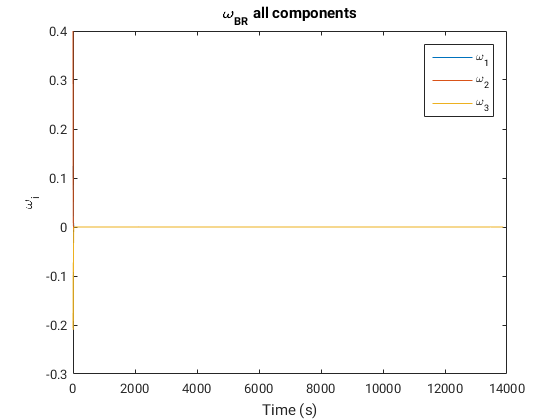 ω_BR all components
0.4
0.3
0.2
0.1
0
-0.1
-0.2
-0.3
ω_i
ω_1
ω_2
ω_3
0 2000 4000 6000 8000 10000 12000 14000
Time (s)